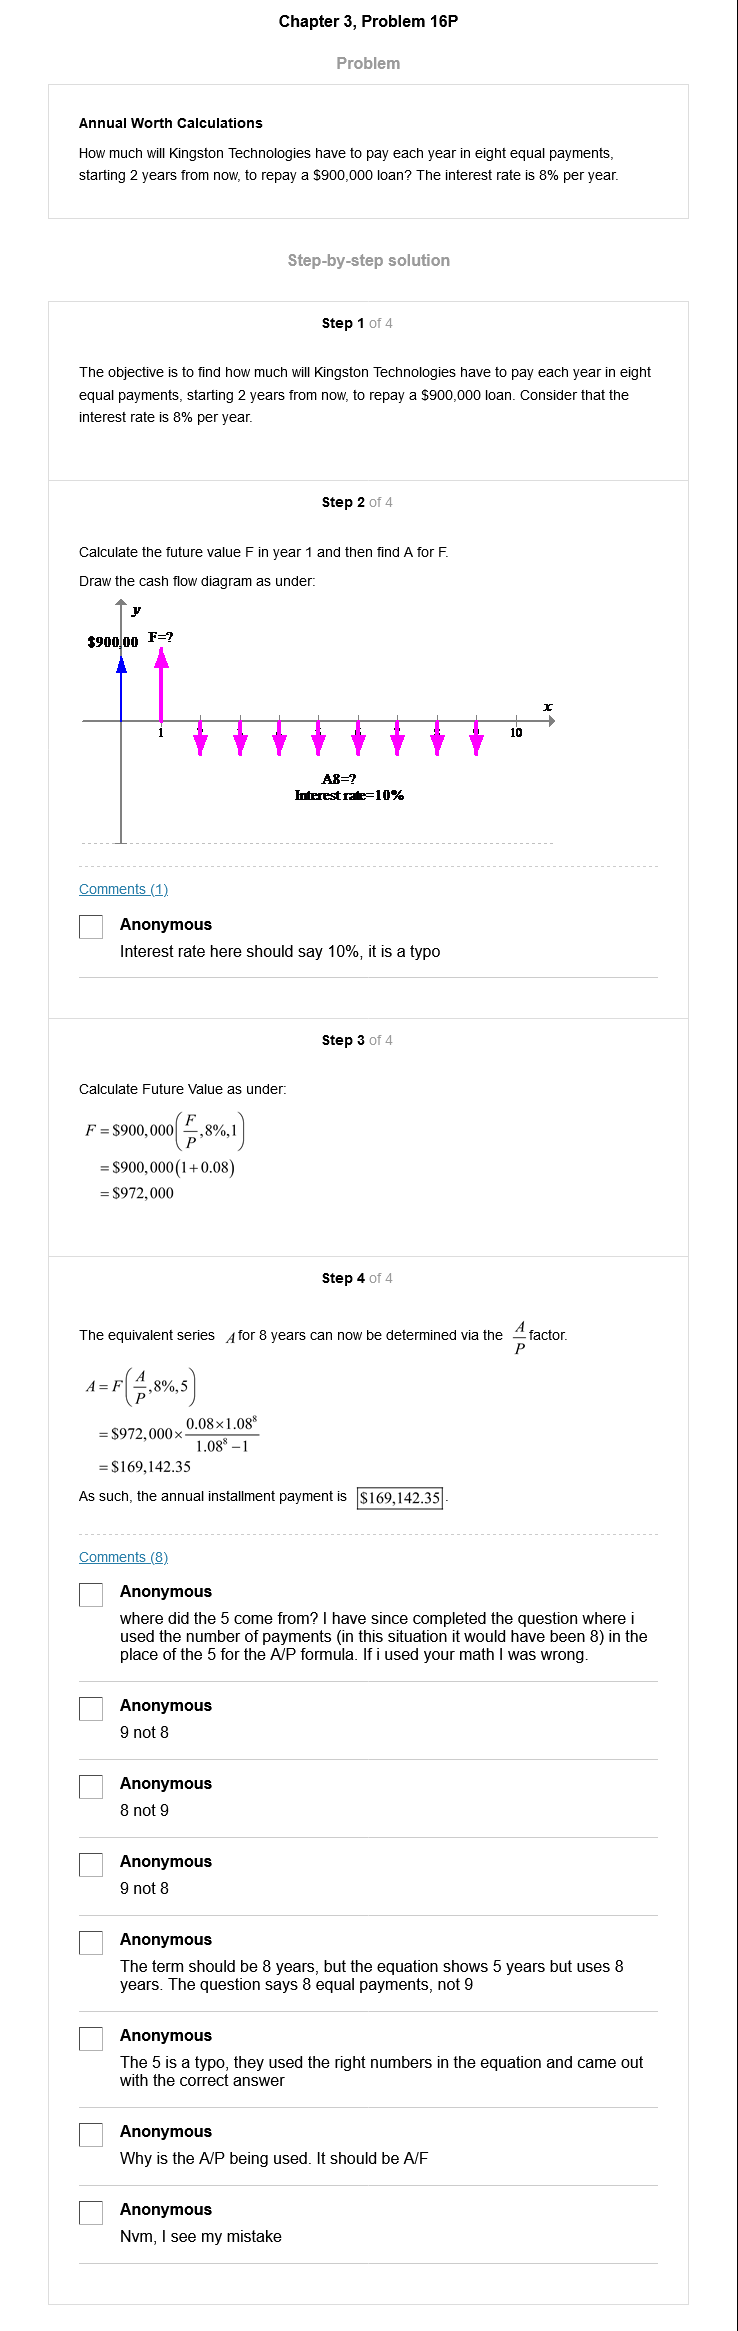 Chapter 3, Problem 16P
Problem
Annual Worth Calculations
How much will Kingston Technologies have to pay each year in eight equal payments,
starting 2 years from now, to repay a $900,000 loan? The interest rate is 8% per year.
Step-by-step solution
Step 1 of 4
The objective is to find how much will Kingston Technologies have to pay each year in eight
equal payments, starting 2 years from now, to repay a $900,000 loan. Consider that the
interest rate is 8% per year.
Step 2 of 4
Calculate the future value F in year 1 and then find A for F.
Draw the cash flow diagram as under:
y
$900,00 F=?
x
1 10
A8=?
Interest rate=10%
Comments (1)
Anonymous
Interest rate here should say 10%, it is a typo
Step 3 of 4
Calculate Future Value as under:
F = $900,000(F/P,8%,1)
= $900,000(1+0.08)
= $972,000
Step 4 of 4
The equivalent series A for 8 years can now be determined via the A/P factor.
A = F(A/P,8%,5)
= $972,000× 0.08×1.08⁸ / 1.08⁸ −1
= $169,142.35
As such, the annual installment payment is $169,142.35.
Comments (8)
Anonymous
where did the 5 come from? I have since completed the question where i
used the number of payments (in this situation it would have been 8) in the
place of the 5 for the A/P formula. If i used your math I was wrong.
Anonymous
9 not 8
Anonymous
8 not 9
Anonymous
9 not 8
Anonymous
The term should be 8 years, but the equation shows 5 years but uses 8
years. The question says 8 equal payments, not 9
Anonymous
The 5 is a typo, they used the right numbers in the equation and came out
with the correct answer
Anonymous
Why is the A/P being used. It should be A/F
Anonymous
Nvm, I see my mistake